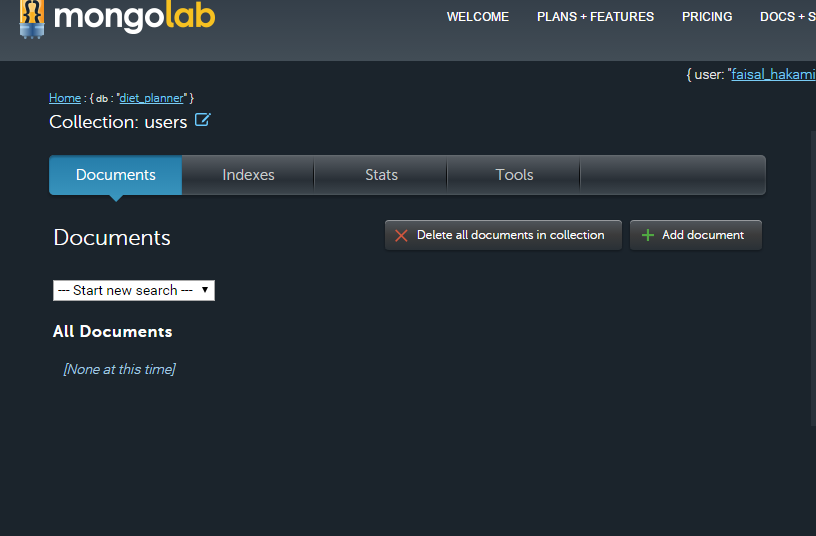 mongolab
WELCOME PLANS + FEATURES PRICING DOCS + S
{ user: "faisal_hakami
Home : { db : "diet_planner" }
Collection: users
Documents Indexes Stats Tools
Documents
Delete all documents in collection Add document
--- Start new search ---
All Documents
[None at this time]